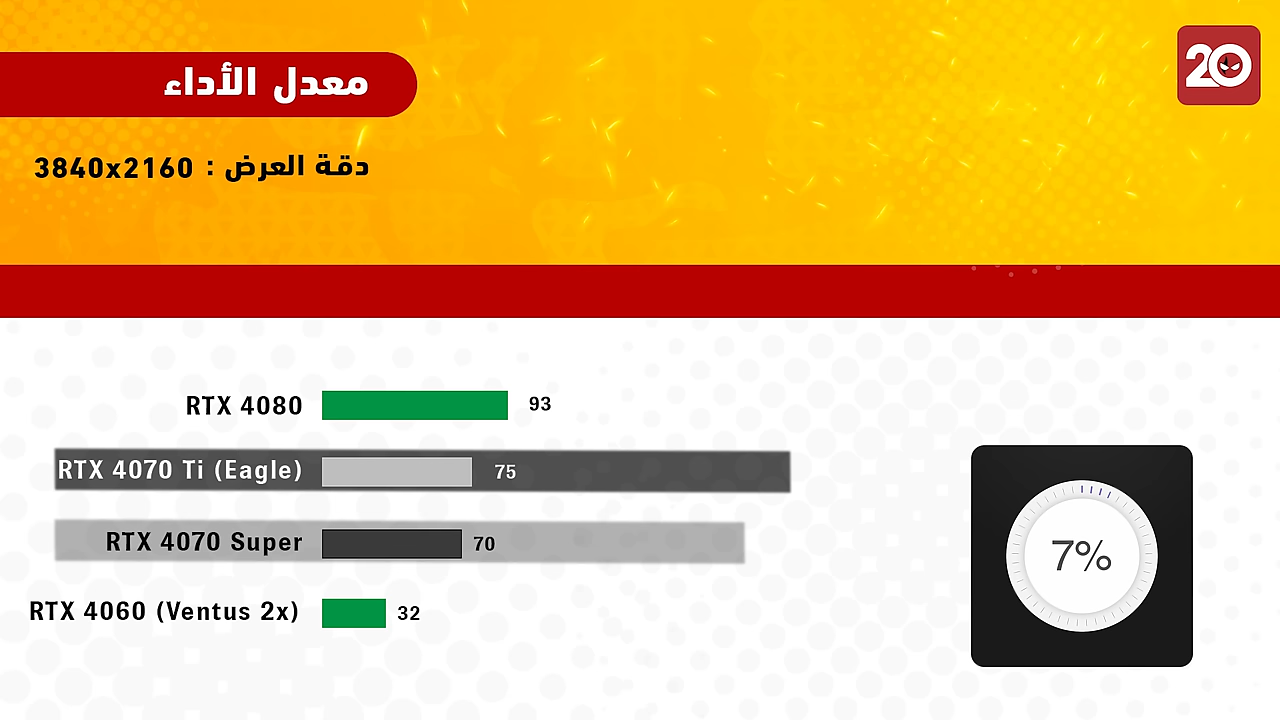 معدل الأداء
20
دقة العرض : 3840x2160
RTX 4080 93
RTX 4070 Ti (Eagle) 75
RTX 4070 Super 70
RTX 4060 (Ventus 2x) 32
7%